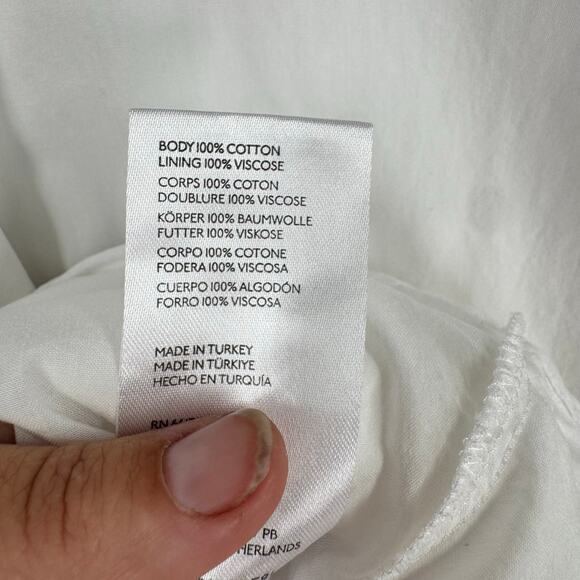 BODY 100% COTTON
LINING 100% VISCOSE
CORPS 100% COTON
DOUBLURE 100% VISCOSE
KÖRPER 100% BAUMWOLLE
FUTTER 100% VISKOSE
CORPO 100% COTONE
FODERA 100% VISCOSA
CUERPO 100% ALGODÓN
FORRO 100% VISCOSA
MADE IN TURKEY
MADE IN TÜRKIYE
HECHO EN TURQUÍA
RN
PB
HERLANDS